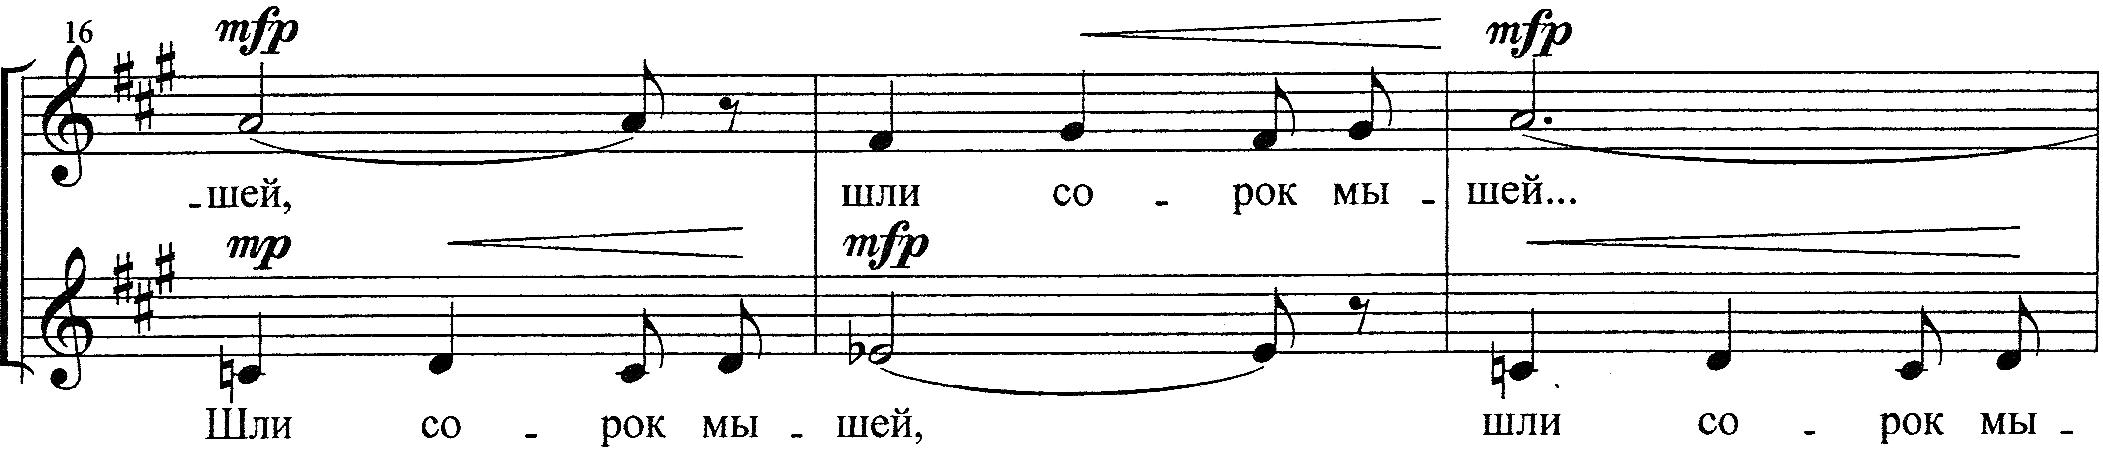 16 mfp mfp
-шей, шли со - рок мы - шей...
mp mfp
Шли со - рок мы - шей, шли со - рок мы -